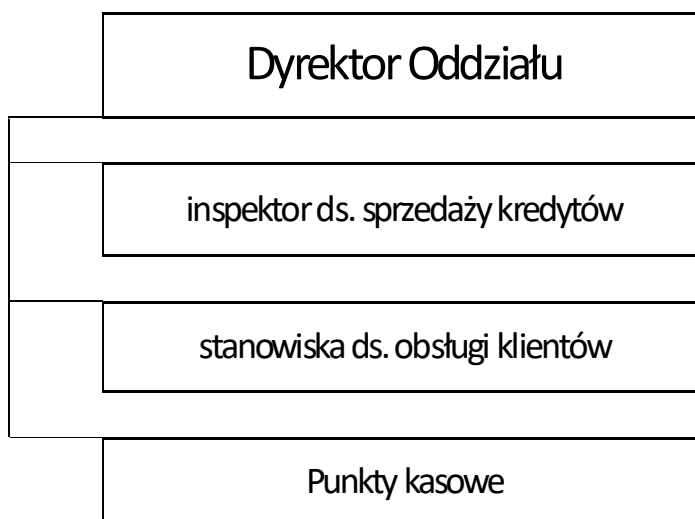 Dyrektor Oddziału
inspektor ds. sprzedaży kredytów
stanowiska ds. obsługi klientów
Punkty kasowe